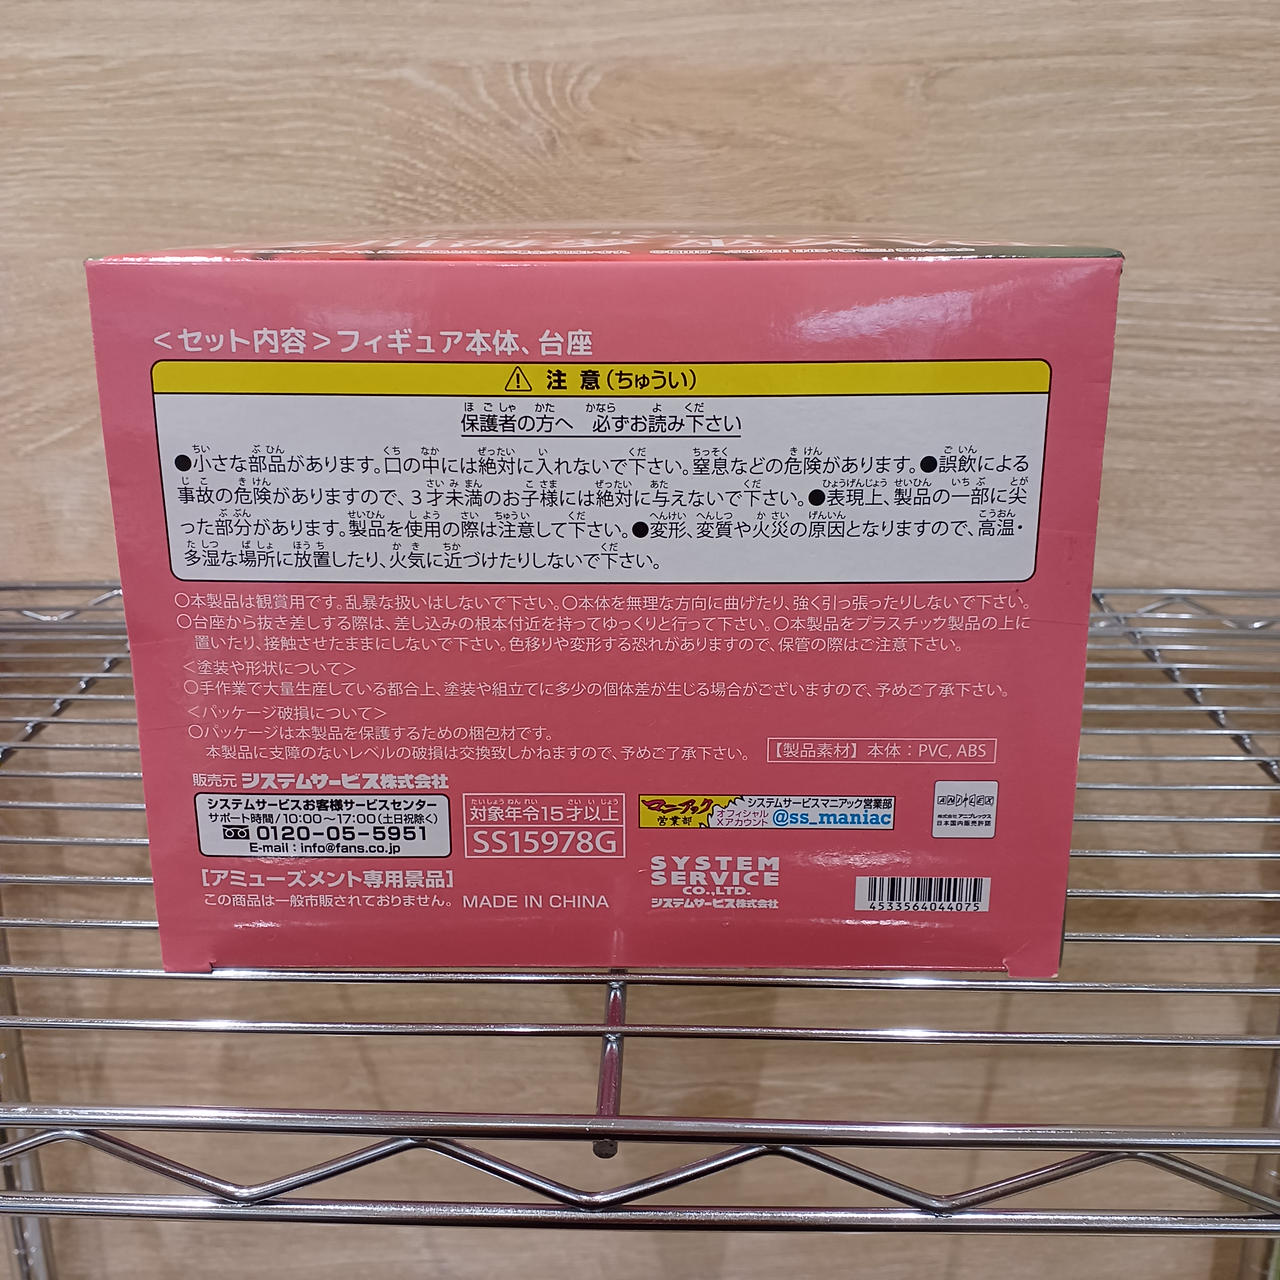 <セット内容>フィギュア本体、台座
注 意(ちゅうい)
保護者の方へ 必ずお読み下さい
●小さな部品があります。口の中には絶対に入れないで下さい。窒息などの危険があります。●誤飲による
事故の危険がありますので、3才未満のお子様には絶対に与えないで下さい。●表現上、製品の一部に尖
った部分があります。製品を使用の際は注意して下さい。●変形、変質や火災の原因となりますので、高温・
多湿な場所に放置したり、火気に近づけたりしないで下さい。
○本製品は観賞用です。乱暴な扱いはしないで下さい。○本体を無理な方向に曲げたり、強く引っ張ったりしないで下さい。
○台座から抜き差しする際は、差し込みの根本付近を持ってゆっくりと行って下さい。○本製品をプラスチック製品の上に
置いたり、接触させたままにしないで下さい。色移りや変形する恐れがありますので、保管の際はご注意下さい。
<塗装や形状について>
○手作業で大量生産している都合上、塗装や組立てに多少の個体差が生じる場合がございますので、予めご了承下さい。
<パッケージ破損について>
○パッケージは本製品を保護するための梱包材です。
本製品に支障のないレベルの破損は交換致しかねますので、予めご了承下さい。
【製品素材】本体:PVC, ABS
販売元 システムサービス株式会社
システムサービスお客様サービスセンター
サポート時間/10:00~17:00(土日祝除く)
0120-05-5951
E-mail : info@fans.co.jp
対象年令15才以上
SS15978G
マニアック
営業部
システムサービスマニアック営業部
オフィシャル
Xアカウント
@ss_maniac
ANIPLEX
株式会社 アニプレックス
日本国内販売許諾
[アミューズメント専用景品]
この商品は一般市販されておりません。 MADE IN CHINA
SYSTEM
SERVICE
CO.,LTD.
システムサービス株式会社
4533564044075